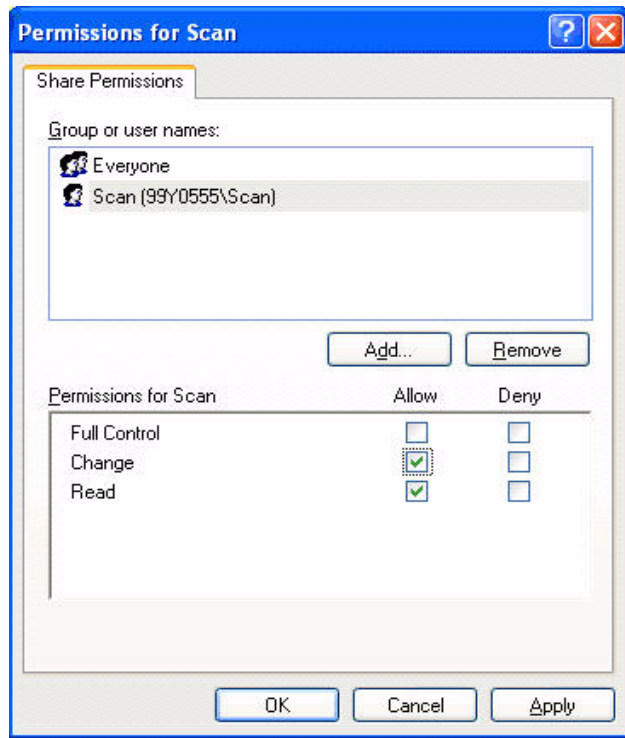 Permissions for Scan
Share Permissions
Group or user names:
Everyone
Scan (99Y0555\Scan)
Add... Remove
Permissions for Scan Allow Deny
Full Control
Change
Read
OK Cancel Apply